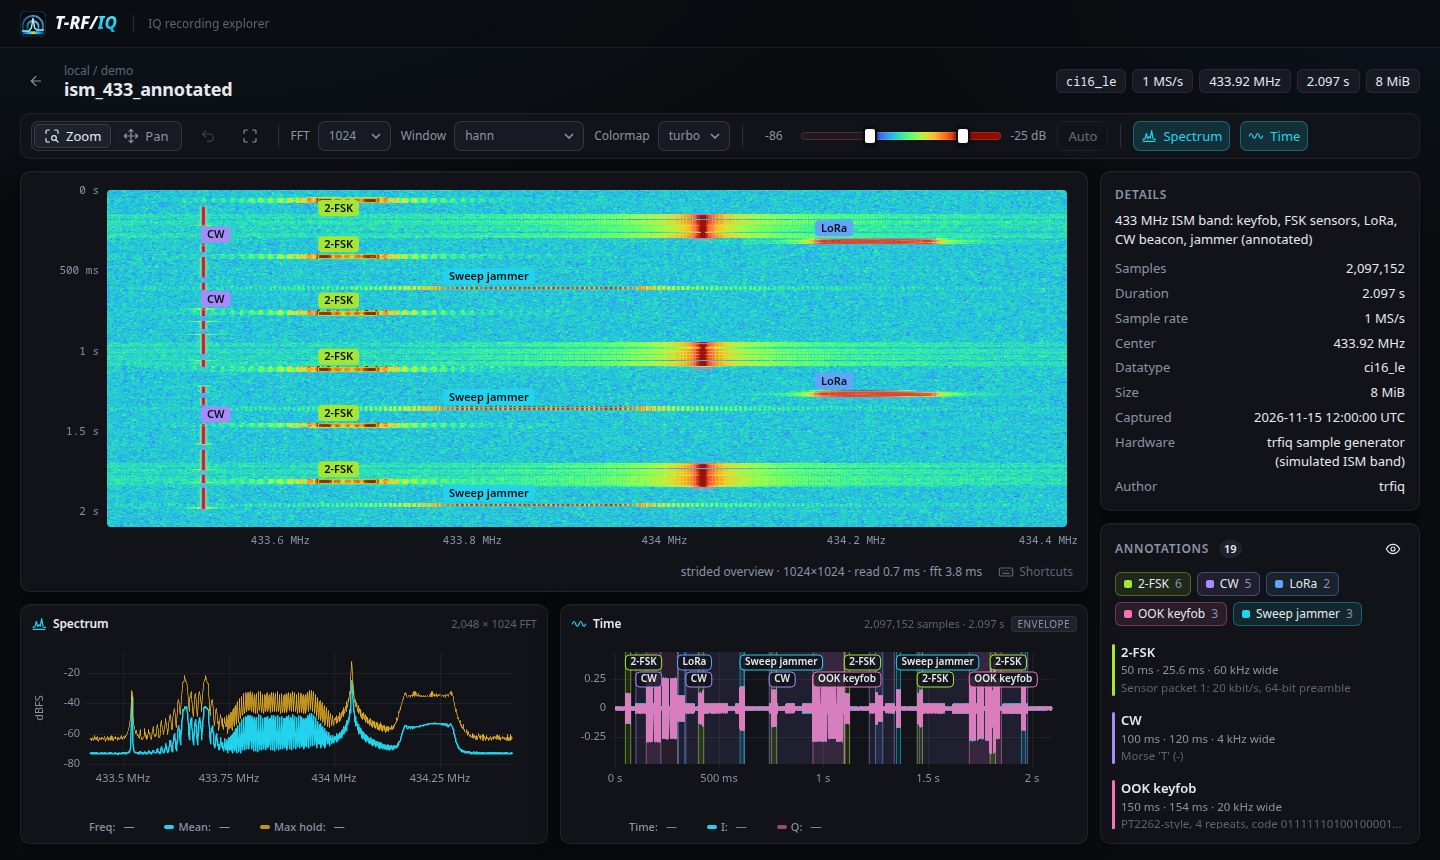 T-RF/IQ IQ recording explorer
local / demo
ism_433_annotated
ci16_le 1 MS/s 433.92 MHz 2.097 s 8 MiB
Zoom Pan FFT 1024 Window hann Colormap turbo -86 -25 dB Auto Spectrum Time
0 s
2-FSK
LoRa
CW
2-FSK
500 ms
Sweep jammer
CW
2-FSK
1 s
2-FSK
LoRa
Sweep jammer
CW
2-FSK
1.5 s
2-FSK
Sweep jammer
2 s
433.6 MHz 433.8 MHz 434 MHz 434.2 MHz 434.4 MHz
strided overview · 1024×1024 · read 0.7 ms · fft 3.8 ms Shortcuts
Spectrum 2,048 × 1024 FFT
dBFS
-20
-40
-60
-80
433.5 MHz 433.75 MHz 434 MHz 434.25 MHz
Freq: — Mean: — Max hold: —
Time 2,097,152 samples · 2.097 s ENVELOPE
2-FSK LoRa Sweep jammer 2-FSK Sweep jammer 2-FSK
CW CW CW OOK keyfob 2-FSK OOK keyfob
0.25
0
-0.25
0 s 500 ms 1 s 1.5 s 2 s
Time: — I: — Q: —
DETAILS
433 MHz ISM band: keyfob, FSK sensors, LoRa,
CW beacon, jammer (annotated)
Samples 2,097,152
Duration 2.097 s
Sample rate 1 MS/s
Center 433.92 MHz
Datatype ci16_le
Size 8 MiB
Captured 2026-11-15 12:00:00 UTC
Hardware trfiq sample generator
(simulated ISM band)
Author trfiq
ANNOTATIONS 19
2-FSK 6 CW 5 LoRa 2
OOK keyfob 3 Sweep jammer 3
2-FSK
50 ms · 25.6 ms · 60 kHz wide
Sensor packet 1: 20 kbit/s, 64-bit preamble
CW
100 ms · 120 ms · 4 kHz wide
Morse 'T' (-)
OOK keyfob
150 ms · 154 ms · 20 kHz wide
PT2262-style, 4 repeats, code 01111110100100001...